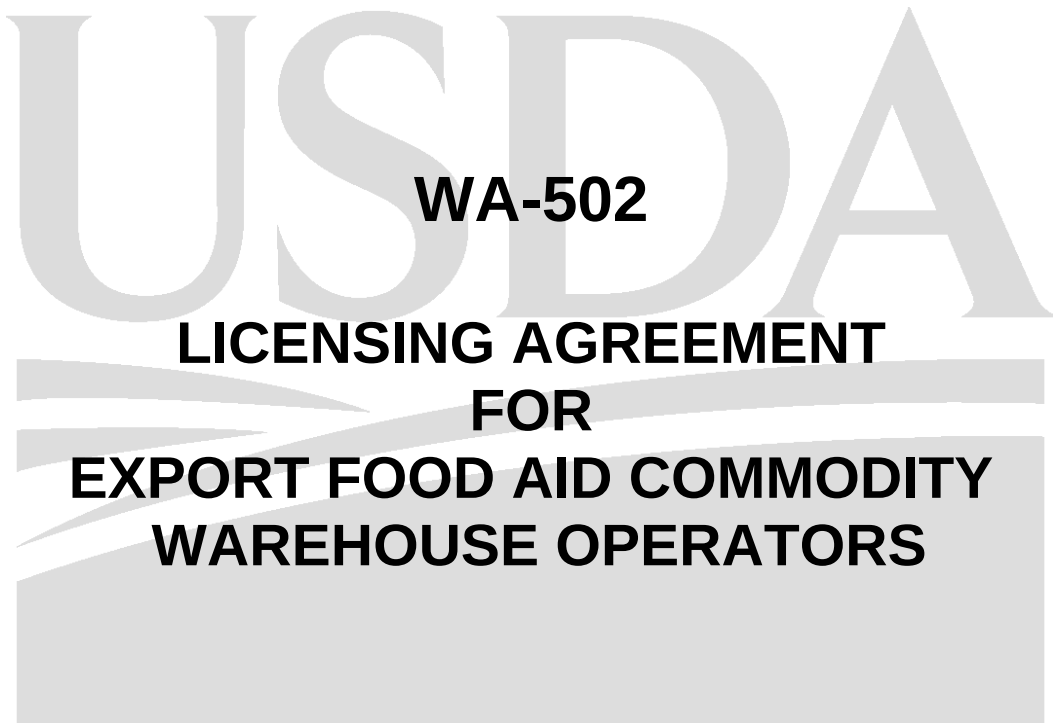 USDA
WA-502
LICENSING AGREEMENT
FOR
EXPORT FOOD AID COMMODITY
WAREHOUSE OPERATORS